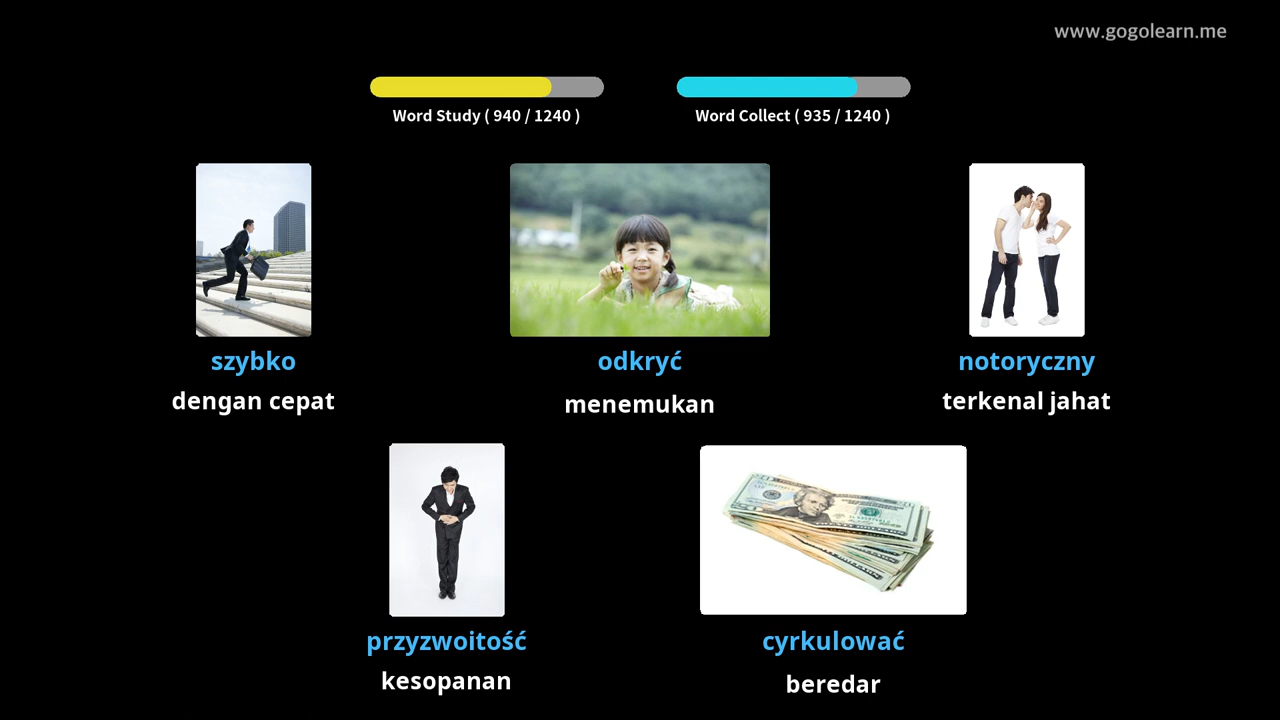 www.gogolearn.me
Word Study ( 940 / 1240 )
Word Collect ( 935 / 1240 )
szybko
odkryć
notoryczny
dengan cepat
menemukan
terkenal jahat
przyzwoitość
cyrkulować
kesopanan
beredar